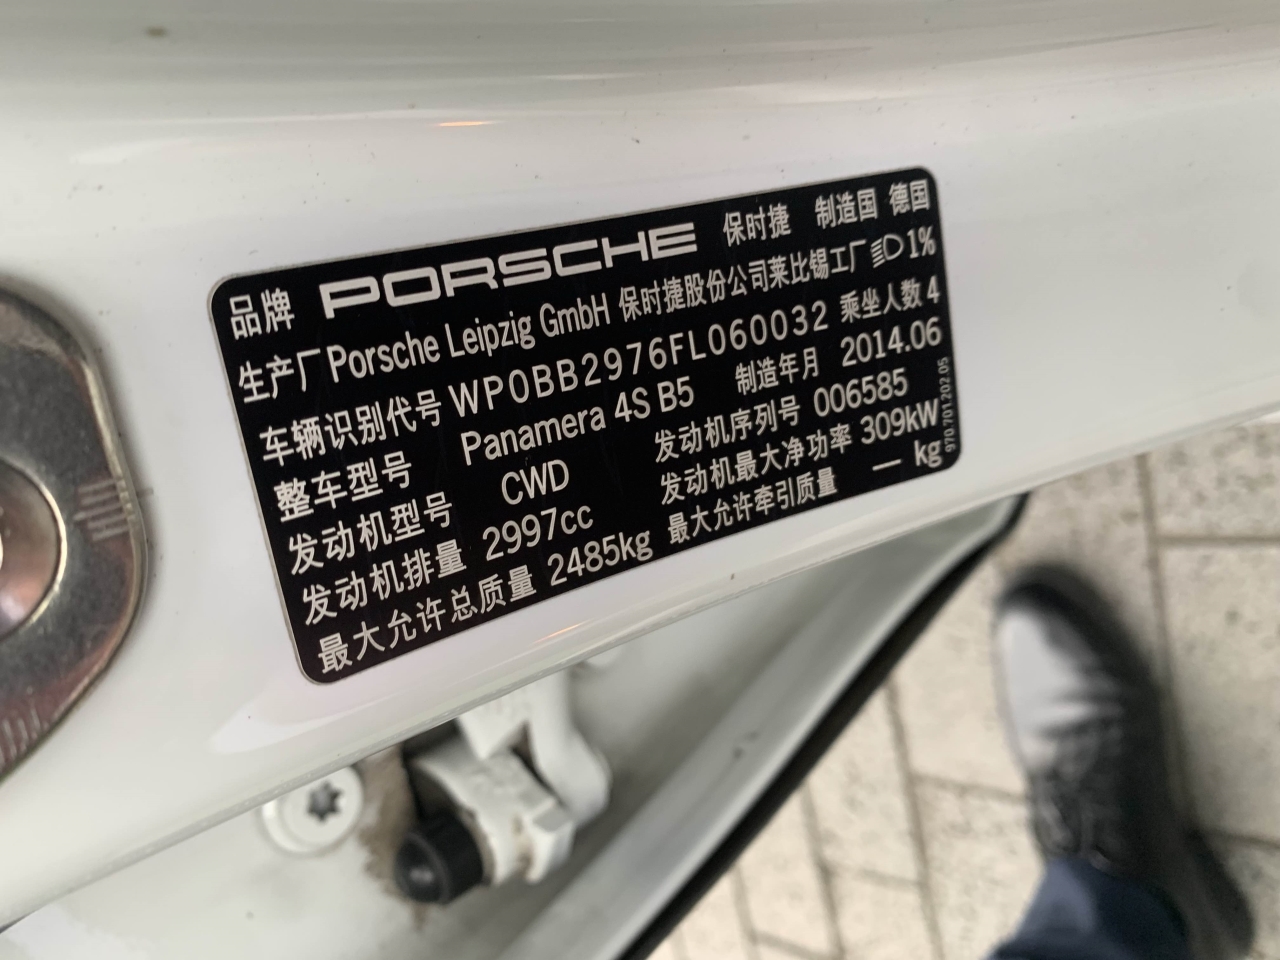 品牌 PORSCHE 保时捷 制造国 德国
生产厂 Porsche Leipzig GmbH 保时捷股份公司莱比锡工厂 1%
车辆识别代号 WP0BB2976FL060032 乘坐人数 4
整车型号 Panamera 4S B5 制造年月 2014.06
发动机型号 CWD 发动机序列号 006585
发动机排量 2997cc 发动机最大净功率 309kW
最大允许总质量 2485kg 最大允许牵引质量 — kg
970.701.202.05